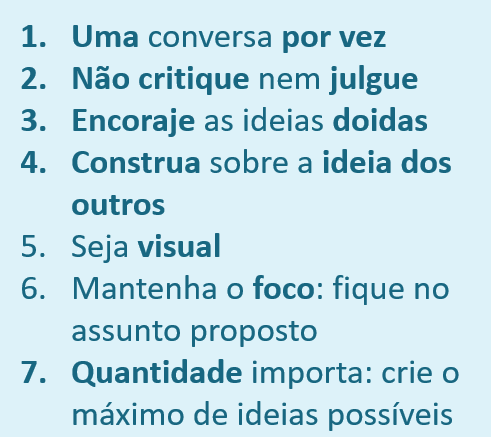 1. Uma conversa por vez
2. Não critique nem julgue
3. Encoraje as ideias doidas
4. Construa sobre a ideia dos
outros
5. Seja visual
6. Mantenha o foco: fique no
assunto proposto
7. Quantidade importa: crie o
máximo de ideias possíveis